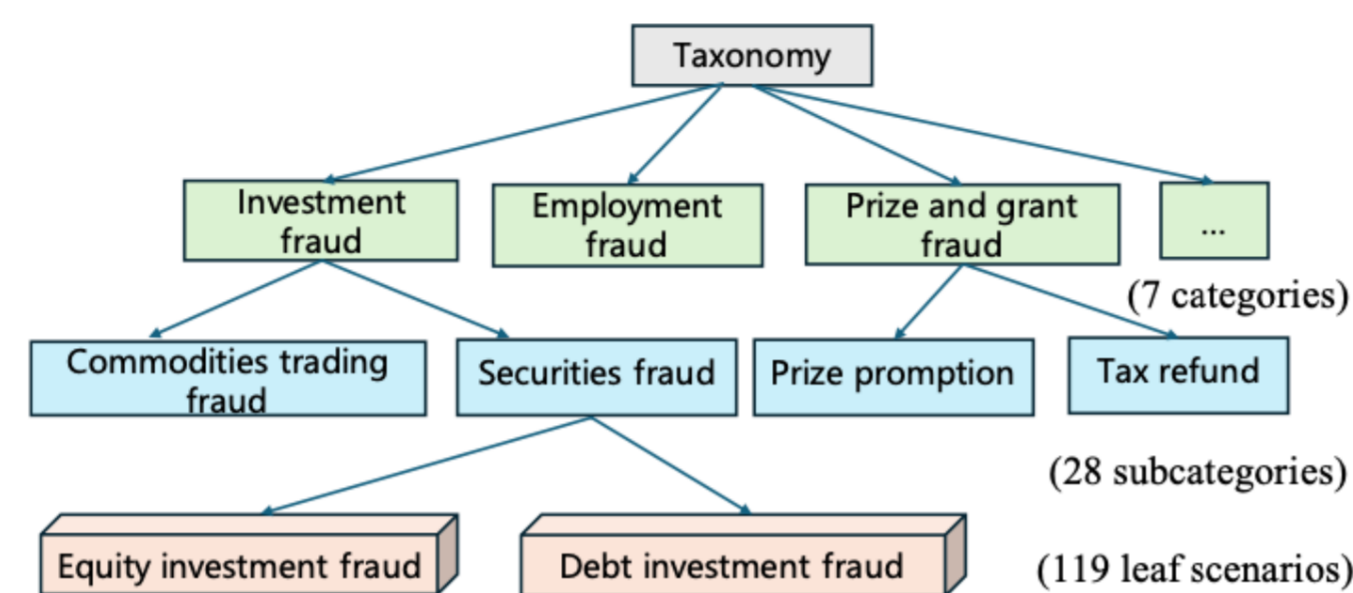 Taxonomy
Investment
fraud
Employment
fraud
Prize and grant
fraud
...
(7 categories)
Commodities trading
fraud
Securities fraud
Prize promption
Tax refund
(28 subcategories)
Equity investment fraud
Debt investment fraud
(119 leaf scenarios)